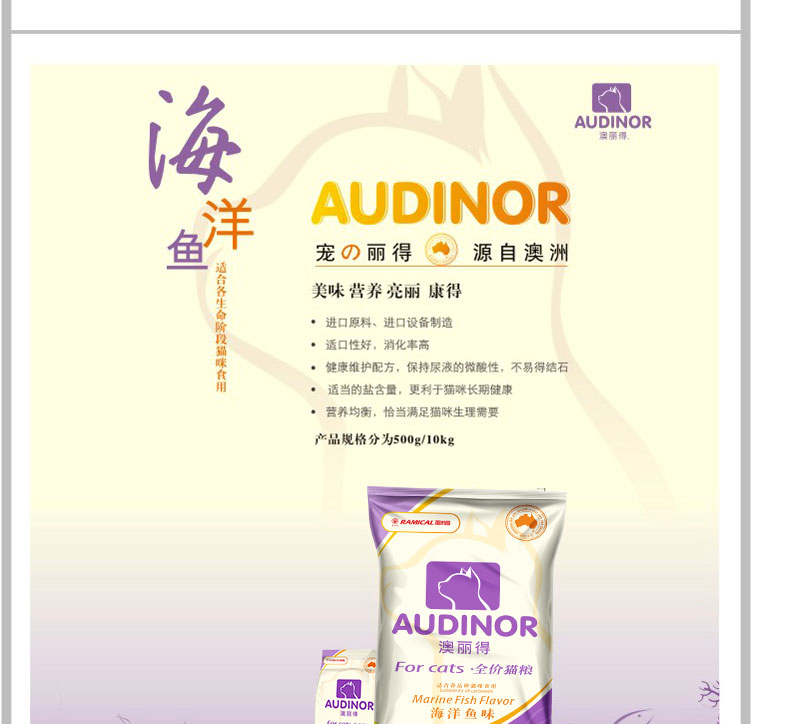 海
洋
鱼
适合各生命阶段猫咪食用
AUDINOR
澳丽得
AUDINOR
宠の丽得 源自澳洲
美味 营养 亮丽 康得
• 进口原料、进口设备制造
• 适口性好，消化率高
• 健康维护配方，保持尿液的微酸性，不易得结石
• 适当的盐含量，更利于猫咪长期健康
• 营养均衡，恰当满足猫咪生理需要
产品规格分为500g/10kg
RAMICAL
AUDINOR
澳丽得
For cats ·全价猫粮
适合各品种猫咪食用
Marine Fish Flavor
海洋鱼味
AUDINOR
澳丽得